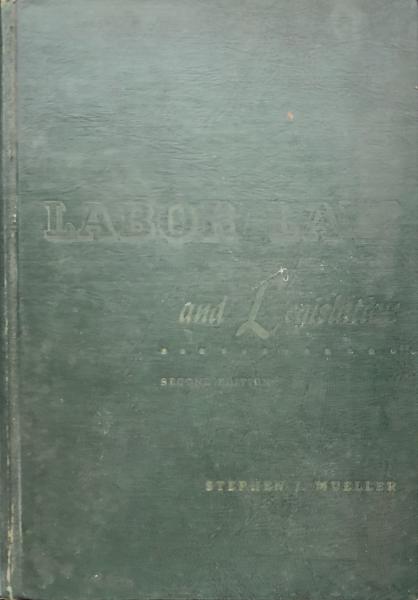 LABOR LAW
and Legislation
SECOND EDITION
STEPHEN J. MUELLER